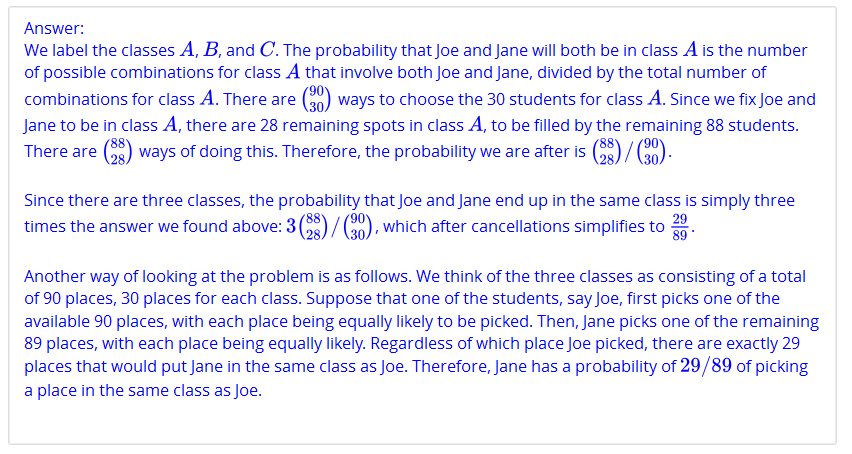 Answer:
We label the classes A, B, and C. The probability that Joe and Jane will both be in class A is the number
of possible combinations for class A that involve both Joe and Jane, divided by the total number of
combinations for class A. There are (90 30) ways to choose the 30 students for class A. Since we fix Joe and
Jane to be in class A, there are 28 remaining spots in class A, to be filled by the remaining 88 students.
There are (88 28) ways of doing this. Therefore, the probability we are after is (88 28)/(90 30).
Since there are three classes, the probability that Joe and Jane end up in the same class is simply three
times the answer we found above: 3(88 28)/(90 30), which after cancellations simplifies to 29/89.
Another way of looking at the problem is as follows. We think of the three classes as consisting of a total
of 90 places, 30 places for each class. Suppose that one of the students, say Joe, first picks one of the
available 90 places, with each place being equally likely to be picked. Then, Jane picks one of the remaining
89 places, with each place being equally likely. Regardless of which place Joe picked, there are exactly 29
places that would put Jane in the same class as Joe. Therefore, Jane has a probability of 29/89 of picking
a place in the same class as Joe.